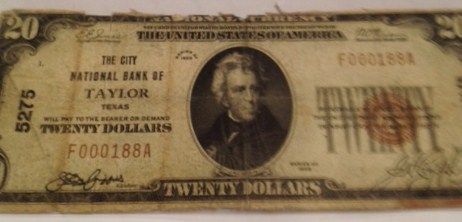 20
NATIONAL CURRENCY
20
THE UNITED STATES OF AMERICA
F000188A
THE CITY
NATIONAL BANK OF
TAYLOR
TEXAS
WILL PAY TO THE BEARER ON DEMAND
TWENTY DOLLARS
5275
F000188A
TWENTY
TWENTY DOLLARS